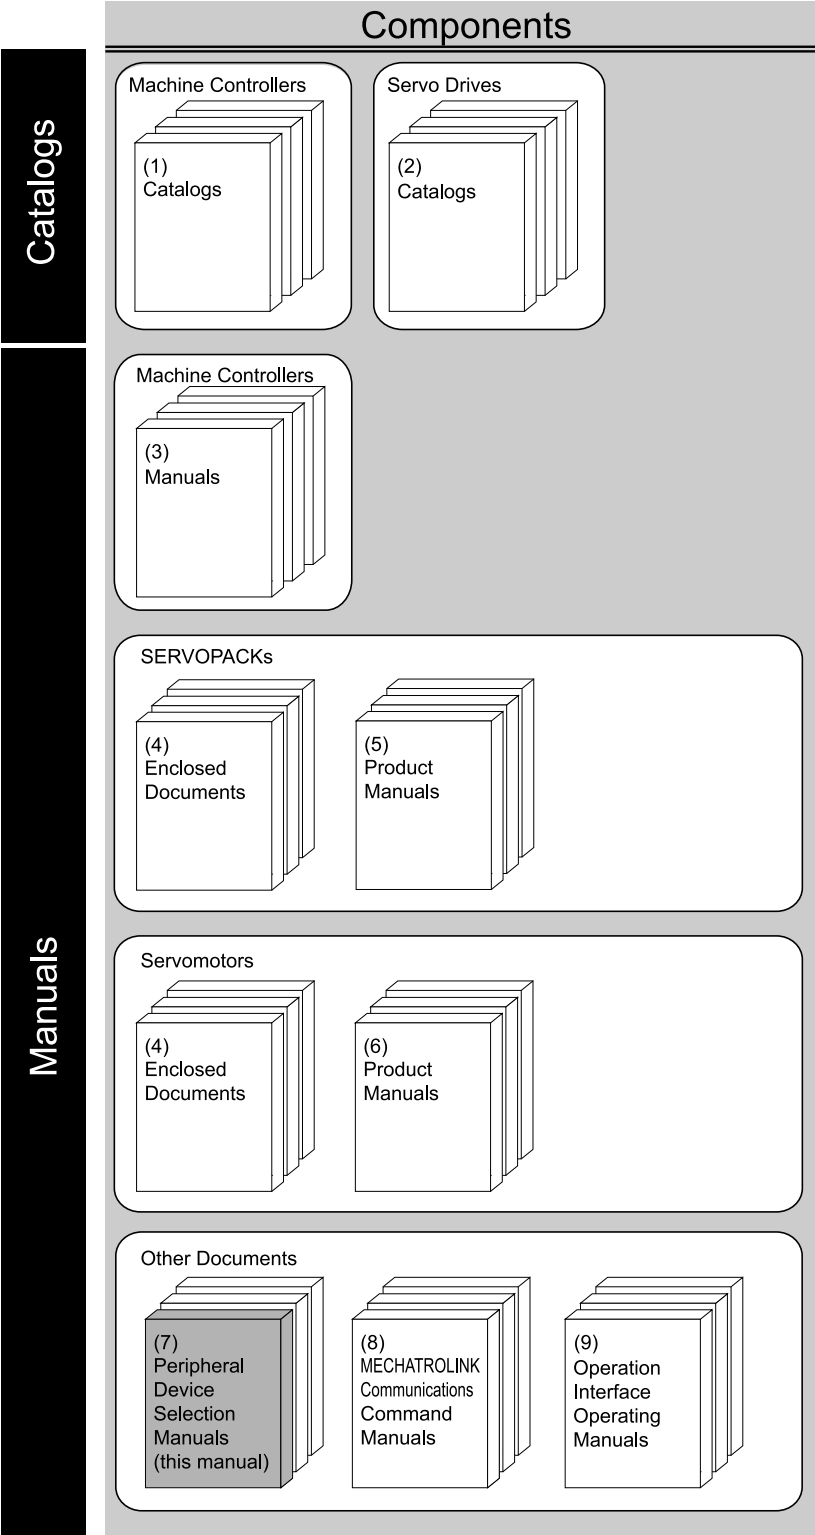 Components
Catalogs
Machine Controllers
(1)
Catalogs
Servo Drives
(2)
Catalogs
Manuals
Machine Controllers
(3)
Manuals
SERVOPACKs
(4)
Enclosed
Documents
(5)
Product
Manuals
Servomotors
(4)
Enclosed
Documents
(6)
Product
Manuals
Other Documents
(7)
Peripheral
Device
Selection
Manuals
(this manual)
(8)
MECHATROLINK
Communications
Command
Manuals
(9)
Operation
Interface
Operating
Manuals